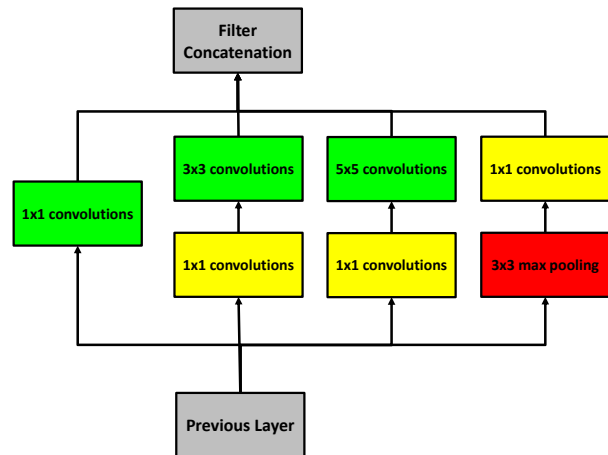 Filter
Concatenation
3x3 convolutions
5x5 convolutions
1x1 convolutions
1x1 convolutions
1x1 convolutions
1x1 convolutions
3x3 max pooling
Previous Layer